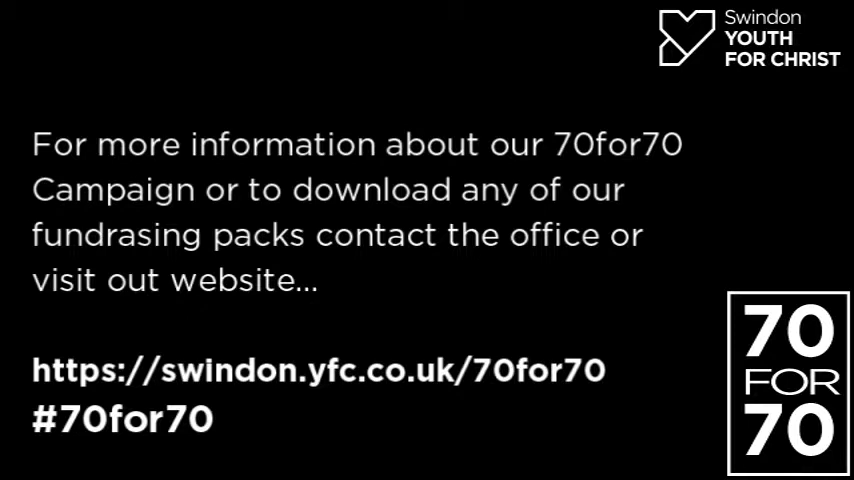 Swindon
YOUTH
FOR CHRIST
For more information about our 70for70
Campaign or to download any of our
fundrasing packs contact the office or
visit out website...
https://swindon.yfc.co.uk/70for70
#70for70
70
FOR
70